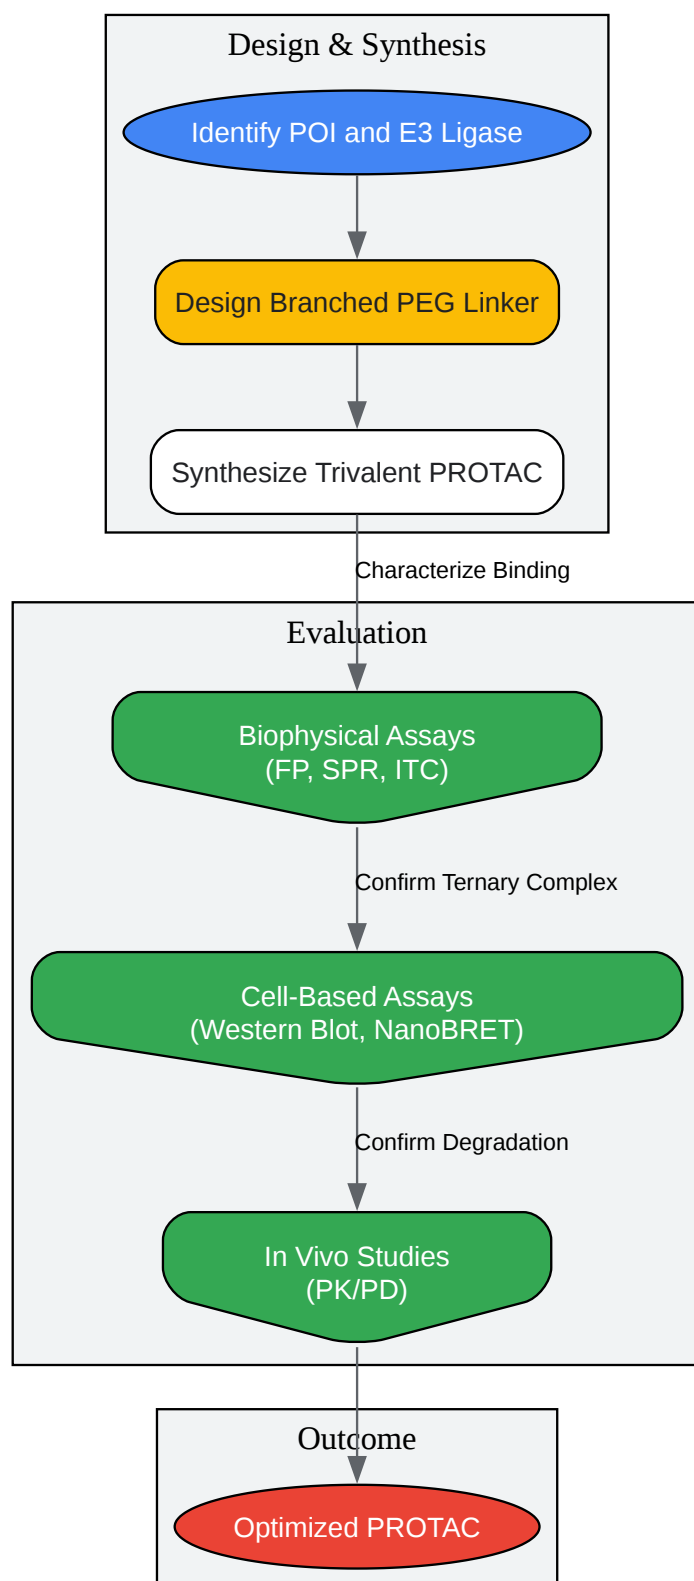 Design & Synthesis
Identify POI and E3 Ligase
Design Branched PEG Linker
Synthesize Trivalent PROTAC
Characterize Binding
Evaluation
Biophysical Assays
(FP, SPR, ITC)
Confirm Ternary Complex
Cell-Based Assays
(Western Blot, NanoBRET)
Confirm Degradation
In Vivo Studies
(PK/PD)
Outcome
Optimized PROTAC